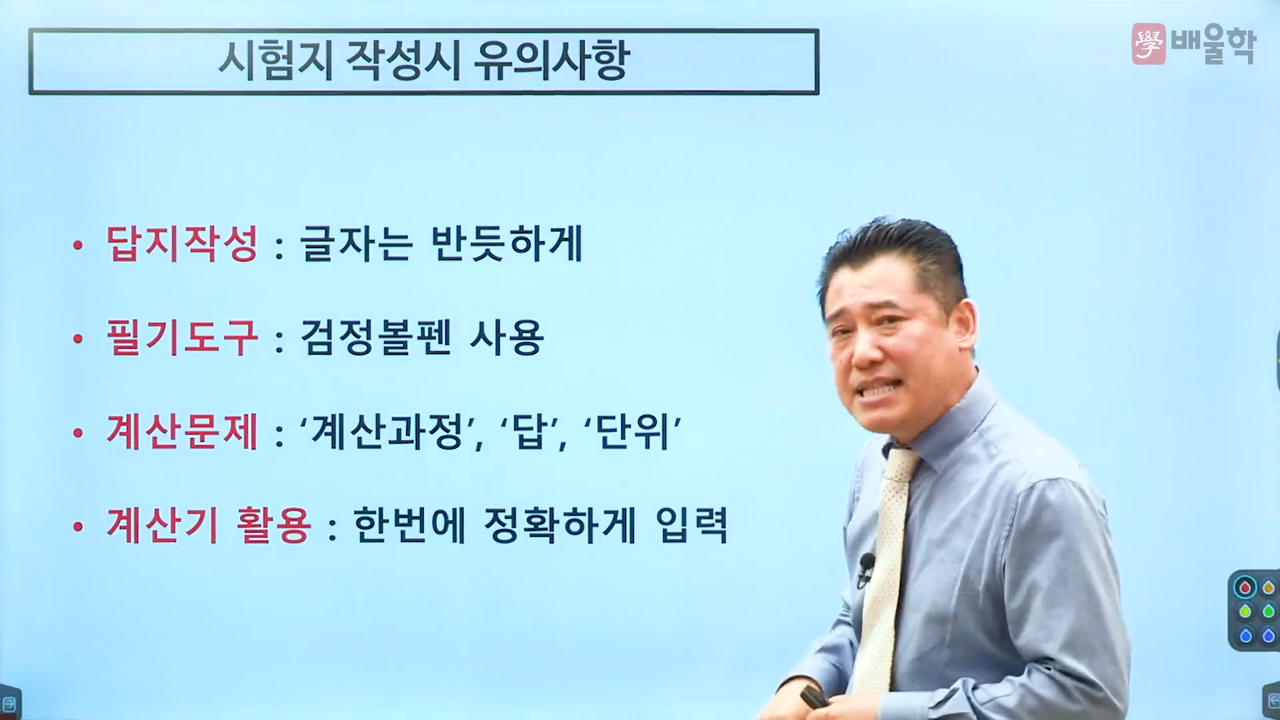 시험지 작성시 유의사항
學 배울학
• 답지작성 : 글자는 반듯하게
• 필기도구 : 검정볼펜 사용
• 계산문제 : ‘계산과정’, ‘답’, ‘단위’
• 계산기 활용 : 한번에 정확하게 입력